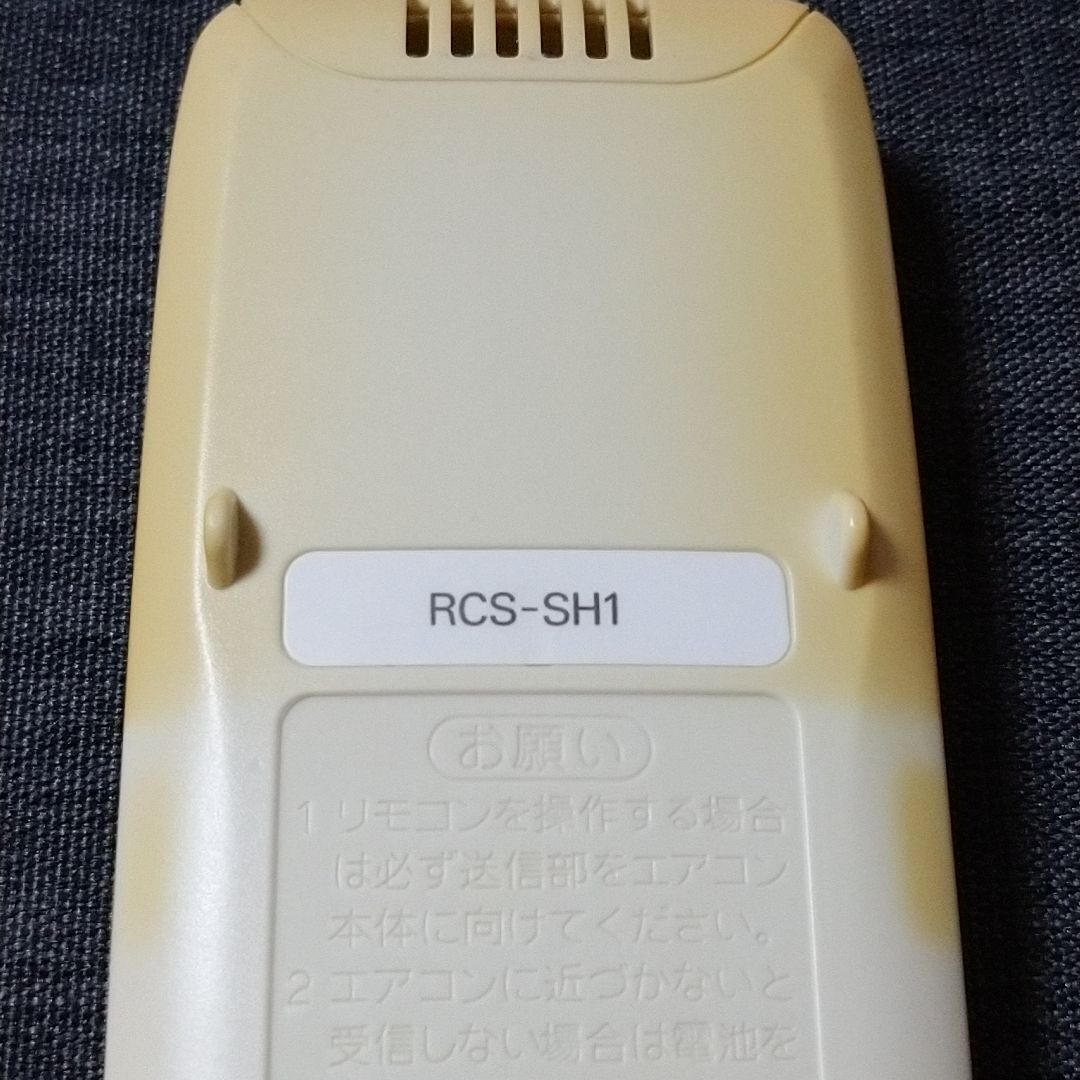 RCS-SH1
お願い
1 リモコンを操作する場合
は必ず送信部をエアコン
本体に向けてください。
2 エアコンに近づかないと
受信しない場合は電池を